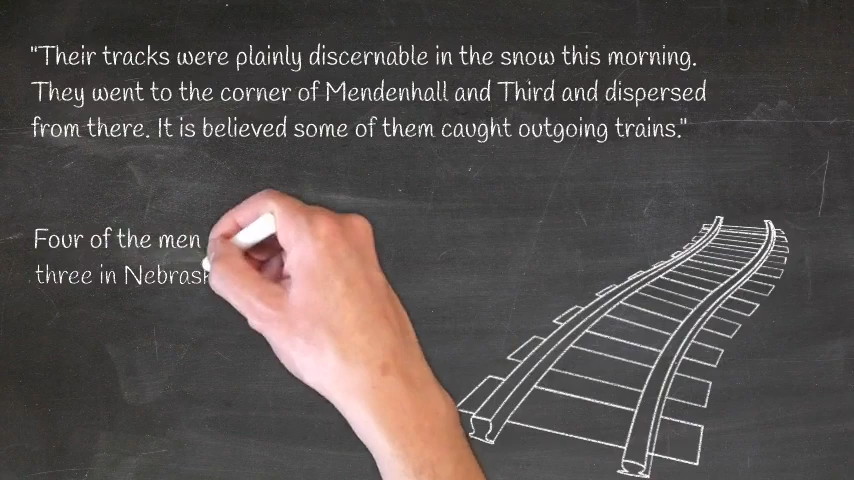 "Their tracks were plainly discernable in the snow this morning.
They went to the corner of Mendenhall and Third and dispersed
from there. It is believed some of them caught outgoing trains."
Four of the men
three in